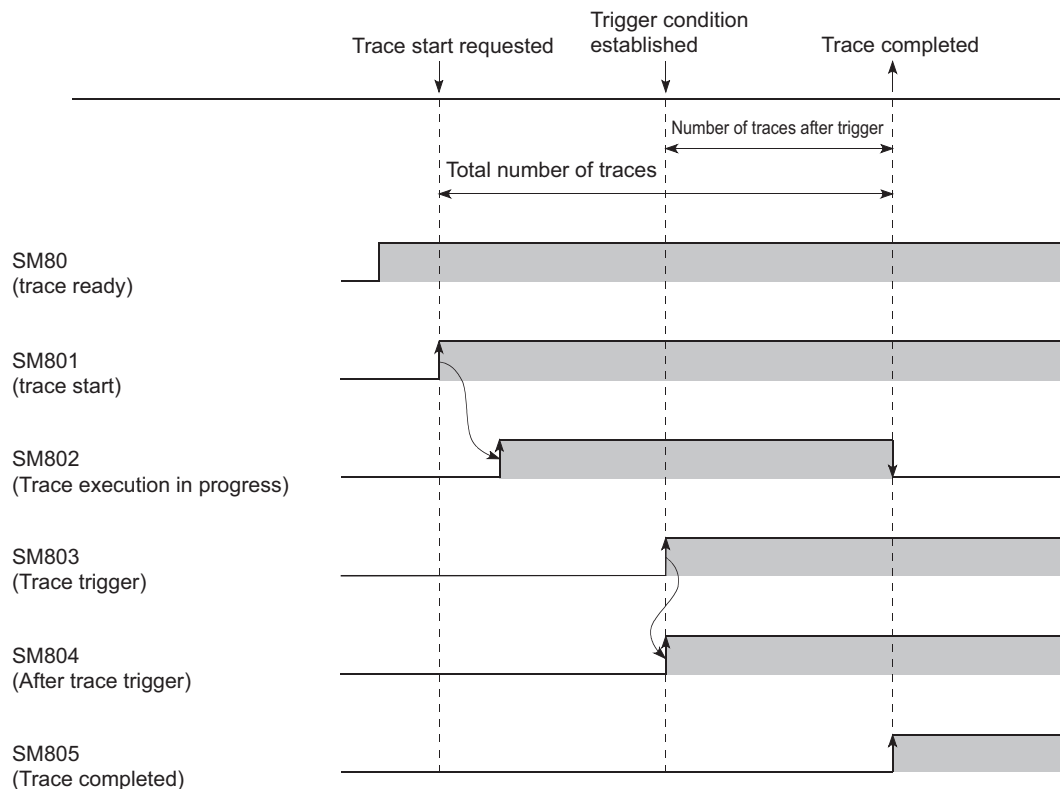 Trace start requested
Trigger condition
established
Trace completed
Number of traces after trigger
Total number of traces
SM80
(trace ready)
SM801
(trace start)
SM802
(Trace execution in progress)
SM803
(Trace trigger)
SM804
(After trace trigger)
SM805
(Trace completed)